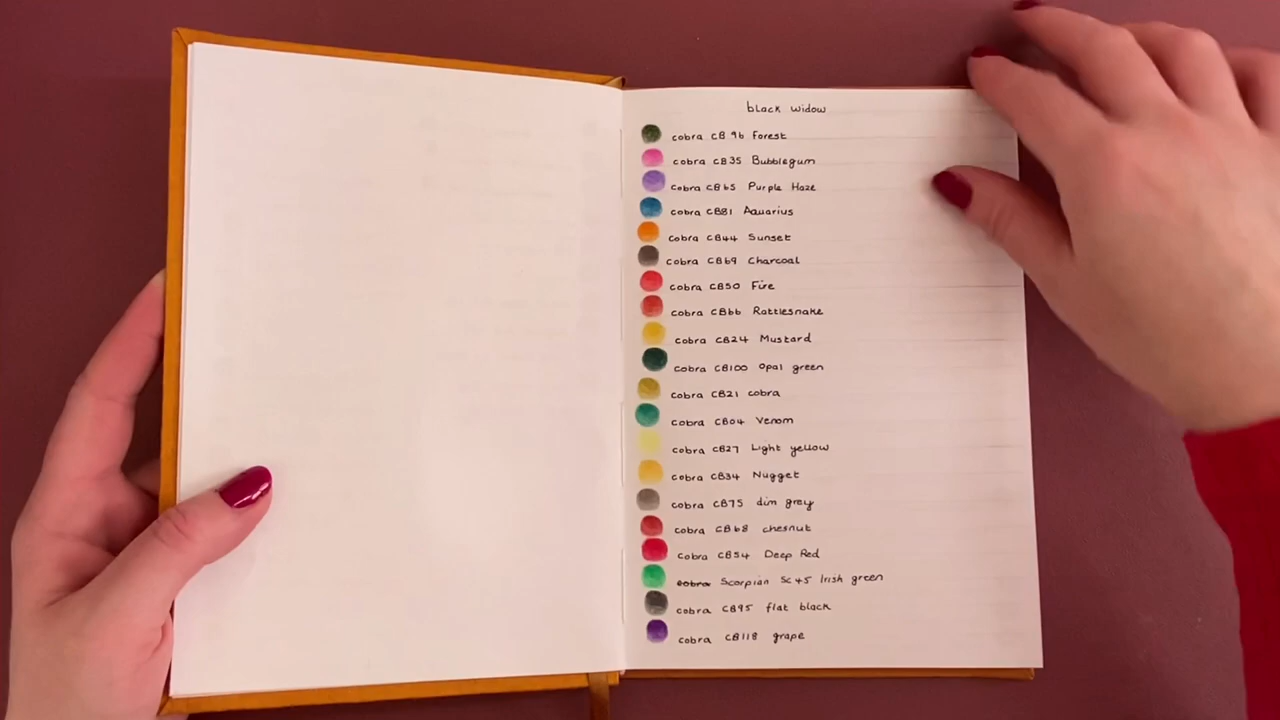 black widow
cobra CB 96 Forest
cobra CB35 Bubblegum
cobra CB65 Purple Haze
cobra CB81 Aquarius
cobra CB44 Sunset
cobra CB69 Charcoal
cobra CB50 Fire
cobra CB66 Rattlesnake
cobra CB24 Mustard
cobra CB100 Opal green
cobra CB21 cobra
cobra CB04 Venom
cobra CB27 Light yellow
cobra CB34 Nugget
cobra CB75 dim grey
cobra CB68 chesnut
cobra CB54 Deep Red
cobra Scorpian SC45 Irish green
cobra CB95 flat black
cobra CB118 grape